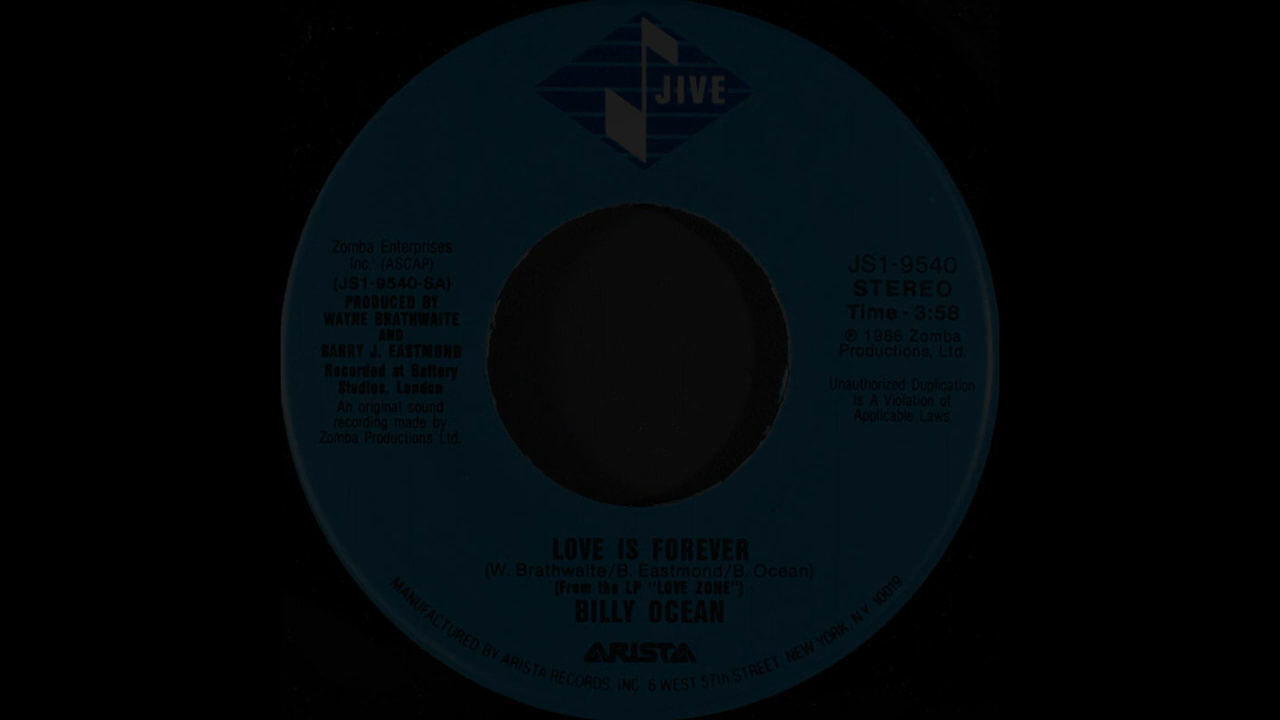 JIVE
Zomba Enterprises
Inc. (ASCAP)
(JS1-9540-SA)
PRODUCED BY
WAYNE BRATHWAITE
AND
BARRY J. EASTMOND
Recorded at Battery
Studios, London
An original sound
recording made by
Zomba Productions Ltd.
JS1-9540
STEREO
Time - 3:58
℗ 1986 Zomba
Productions, Ltd.
Unauthorized Duplication
Is A Violation of
Applicable Laws
LOVE IS FOREVER
(W. Brathwaite/B. Eastmond/B. Ocean)
(From the LP "LOVE ZONE")
BILLY OCEAN
ARISTA
MANUFACTURED BY ARISTA RECORDS, INC. 6 WEST 57th STREET, NEW YORK, N.Y. 10019